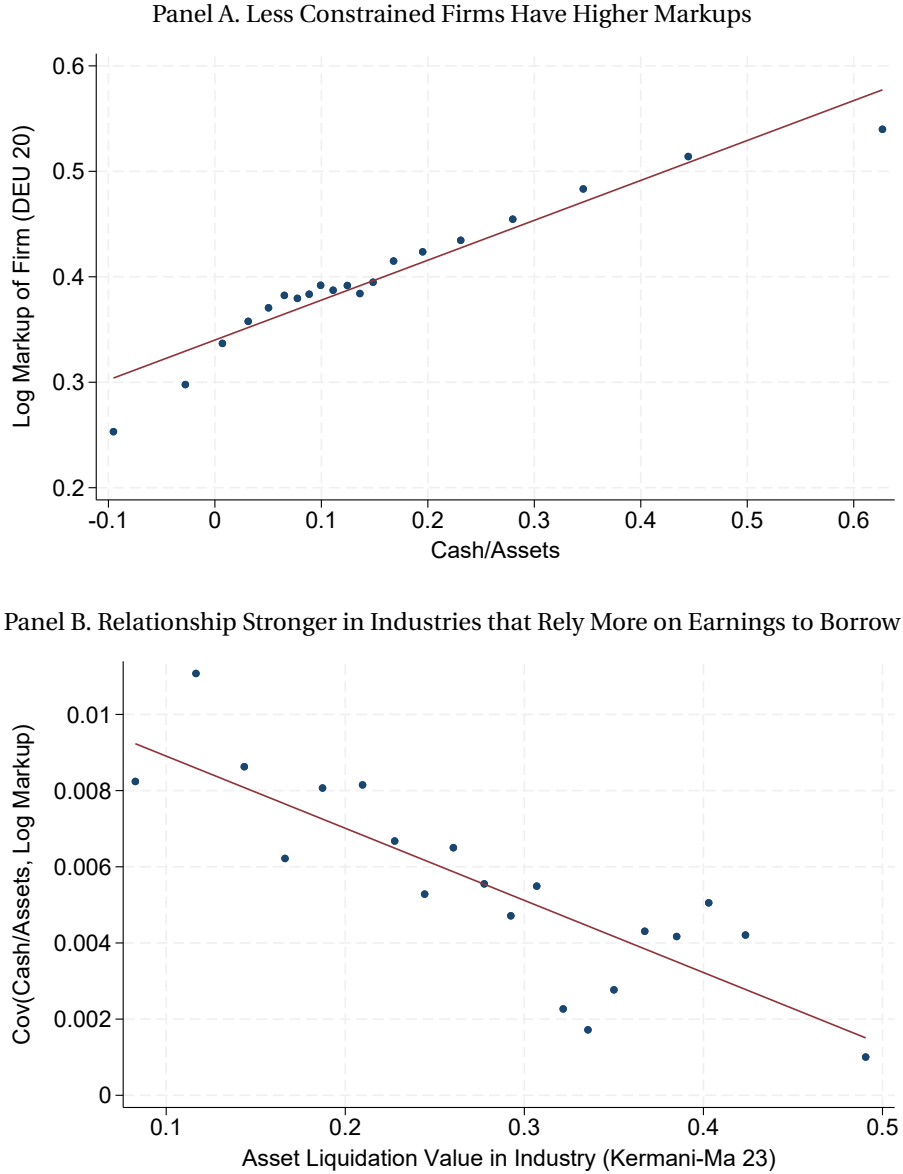 Panel A. Less Constrained Firms Have Higher Markups
Log Markup of Firm (DEU 20)
0.6
0.5
0.4
0.3
0.2
-0.1 0 0.1 0.2 0.3 0.4 0.5 0.6
Cash/Assets
Panel B. Relationship Stronger in Industries that Rely More on Earnings to Borrow
Cov(Cash/Assets, Log Markup)
0.01
0.008
0.006
0.004
0.002
0
0.1 0.2 0.3 0.4 0.5
Asset Liquidation Value in Industry (Kermani-Ma 23)